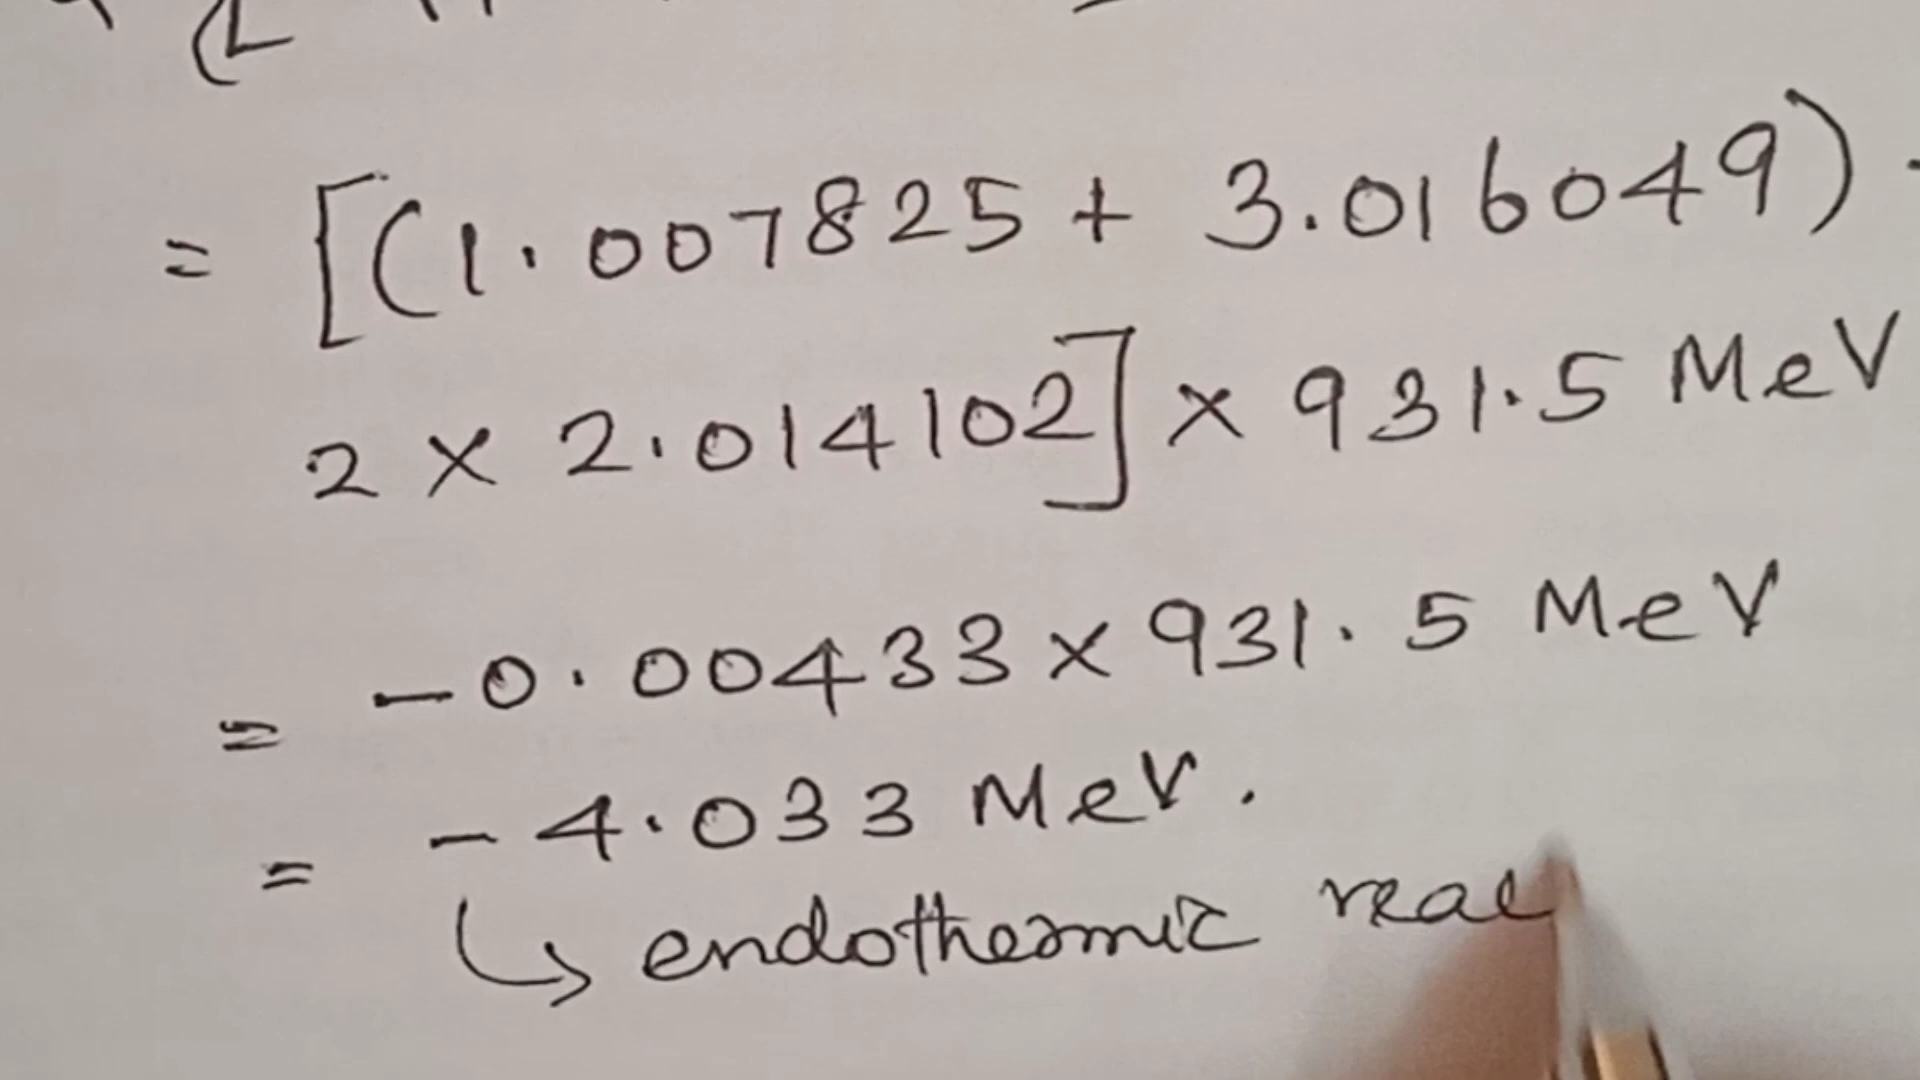 = [(1.007825 + 3.016049) -
2 × 2.014102] × 931.5 MeV
= -0.00433 × 931.5 MeV
= -4.033 MeV.
↳ endothermic reac